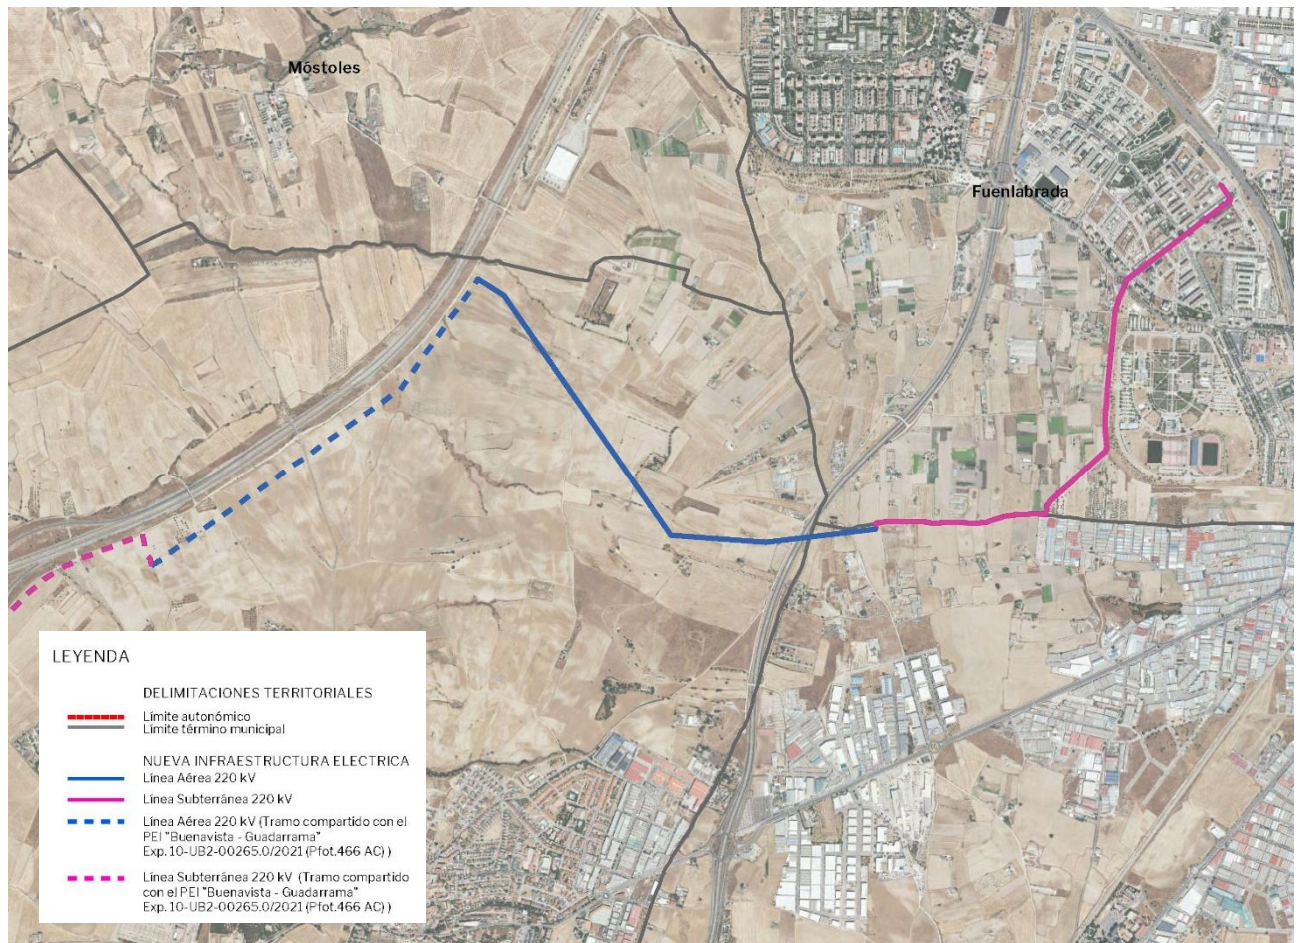 Móstoles
Fuenlabrada
LEYENDA
DELIMITACIONES TERRITORIALES
Límite autonómico
Límite término municipal
NUEVA INFRAESTRUCTURA ELECTRICA
Línea Aérea 220 kV
Línea Subterránea 220 kV
Línea Aérea 220 kV (Tramo compartido con el
PEI "Buenavista - Guadarrama"
Exp. 10-UB2-00265.0/2021 (Pfot.466 AC) )
Línea Subterránea 220 kV (Tramo compartido
con el PEI "Buenavista - Guadarrama"
Exp. 10-UB2-00265.0/2021 (Pfot.466 AC) )